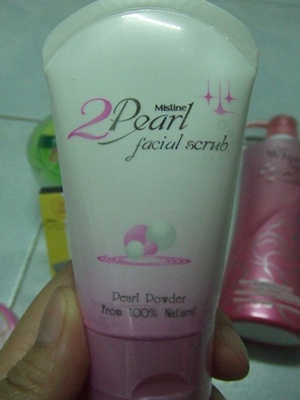 Mistine
2Pearl
facial scrub
Pearl Powder
From 100% Natural